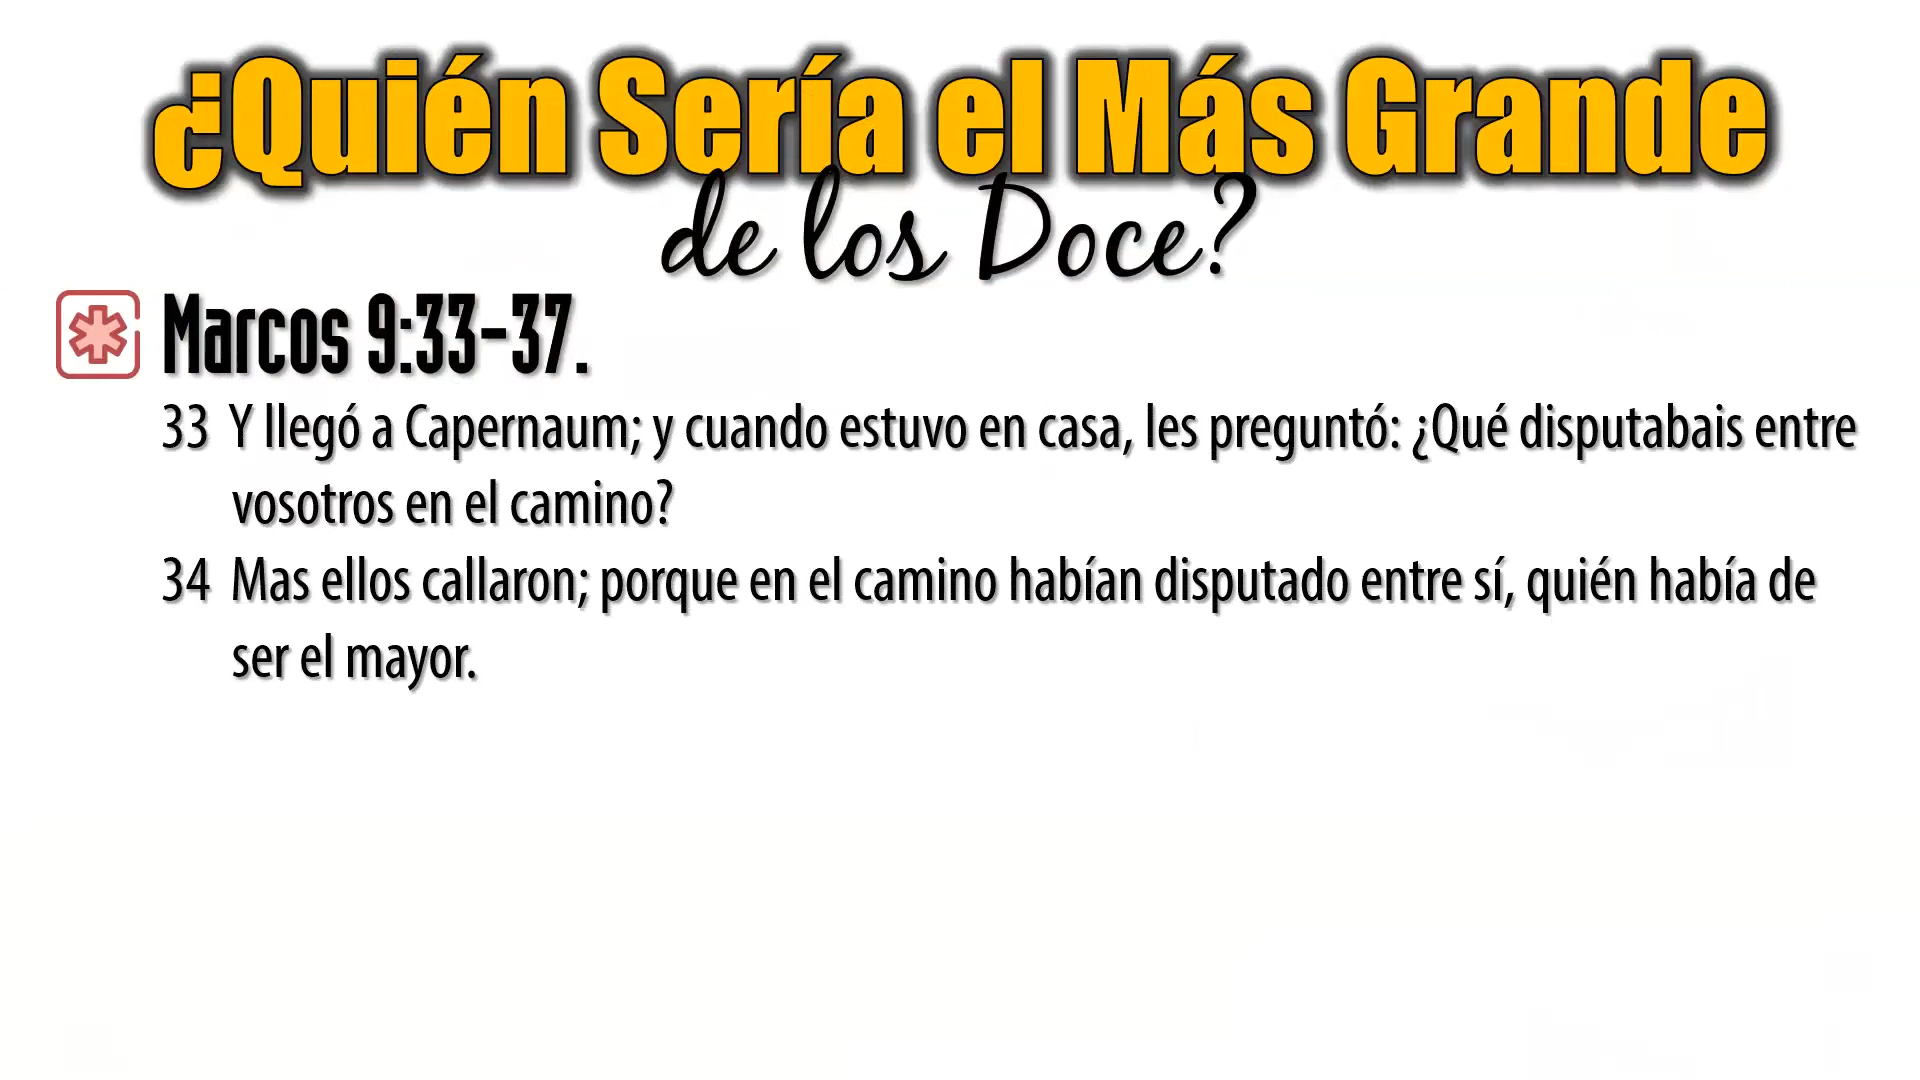 ¿Quién Sería el Más Grande
de los Doce?
Marcos 9:33-37.
33 Y llegó a Capernaum; y cuando estuvo en casa, les preguntó: ¿Qué disputabais entre
vosotros en el camino?
34 Mas ellos callaron; porque en el camino habían disputado entre sí, quién había de
ser el mayor.